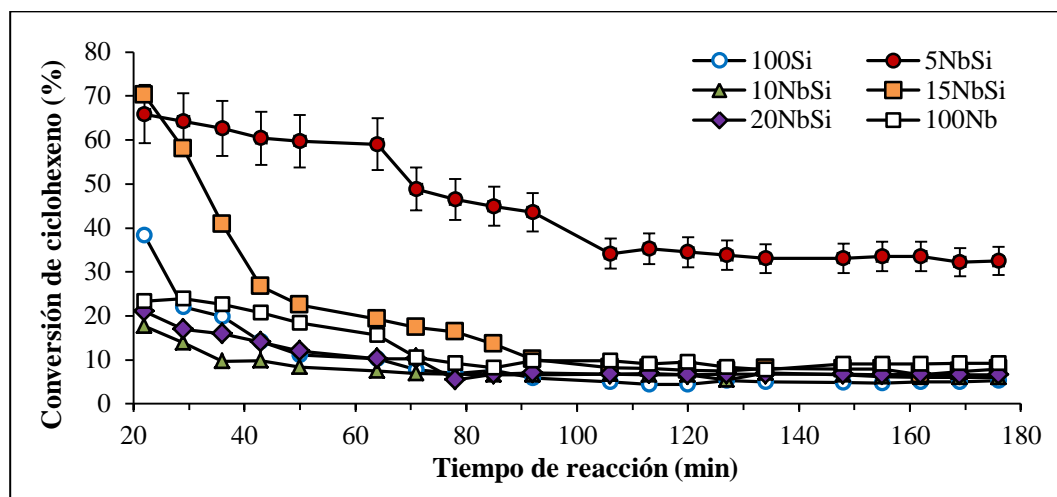 Conversión de ciclohexeno (%)
80
70
60
50
40
30
20
10
0
100Si 5NbSi
10NbSi 15NbSi
20NbSi 100Nb
20 40 60 80 100 120 140 160 180
Tiempo de reacción (min)